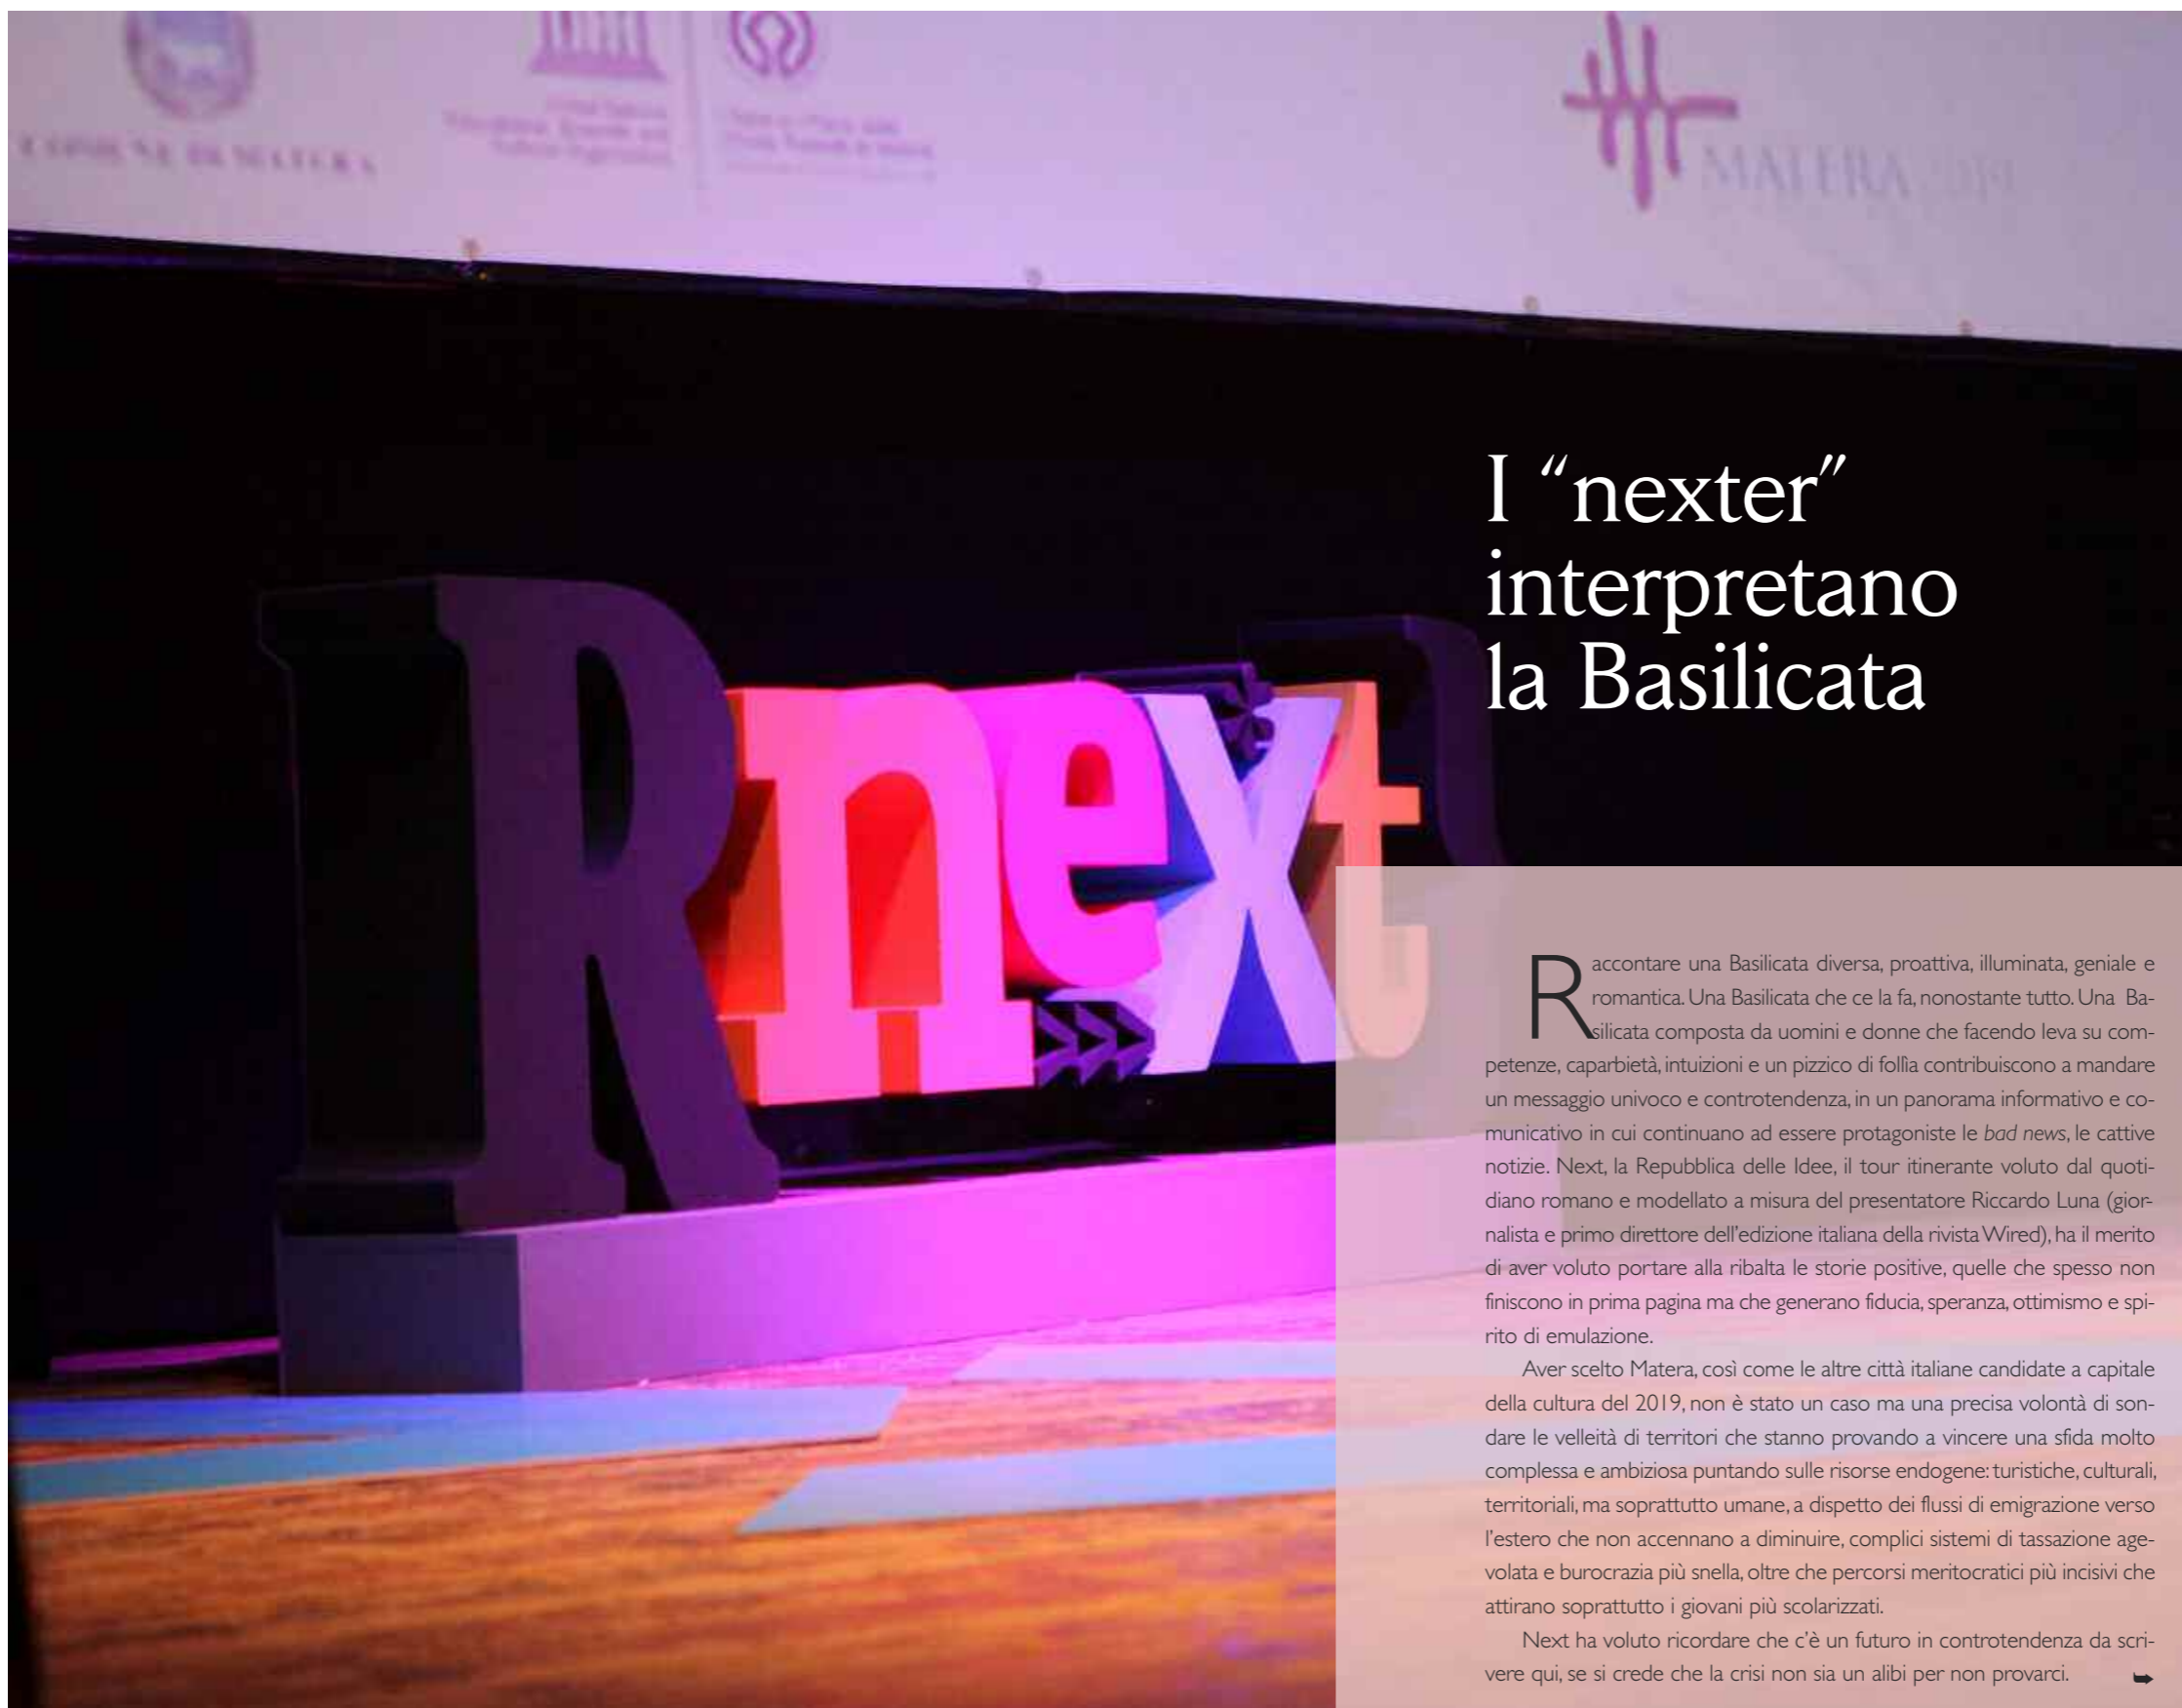 COMUNE DI MATERA
MATERA 2019
I “nexter”
interpretano
la Basilicata
Rnext
Raccontare una Basilicata diversa, proattiva, illuminata, geniale e
romantica. Una Basilicata che ce la fa, nonostante tutto. Una Ba-
silicata composta da uomini e donne che facendo leva su com-
petenze, caparbietà, intuizioni e un pizzico di follìa contribuiscono a mandare
un messaggio univoco e controtendenza, in un panorama informativo e co-
municativo in cui continuano ad essere protagoniste le bad news, le cattive
notizie. Next, la Repubblica delle Idee, il tour itinerante voluto dal quoti-
diano romano e modellato a misura del presentatore Riccardo Luna (gior-
nalista e primo direttore dell'edizione italiana della rivista Wired), ha il merito
di aver voluto portare alla ribalta le storie positive, quelle che spesso non
finiscono in prima pagina ma che generano fiducia, speranza, ottimismo e spi-
rito di emulazione.
Aver scelto Matera, così come le altre città italiane candidate a capitale
della cultura del 2019, non è stato un caso ma una precisa volontà di son-
dare le velleità di territori che stanno provando a vincere una sfida molto
complessa e ambiziosa puntando sulle risorse endogene: turistiche, culturali,
territoriali, ma soprattutto umane, a dispetto dei flussi di emigrazione verso
l'estero che non accennano a diminuire, complici sistemi di tassazione age-
volata e burocrazia più snella, oltre che percorsi meritocratici più incisivi che
attirano soprattutto i giovani più scolarizzati.
Next ha voluto ricordare che c'è un futuro in controtendenza da scri-
vere qui, se si crede che la crisi non sia un alibi per non provarci.